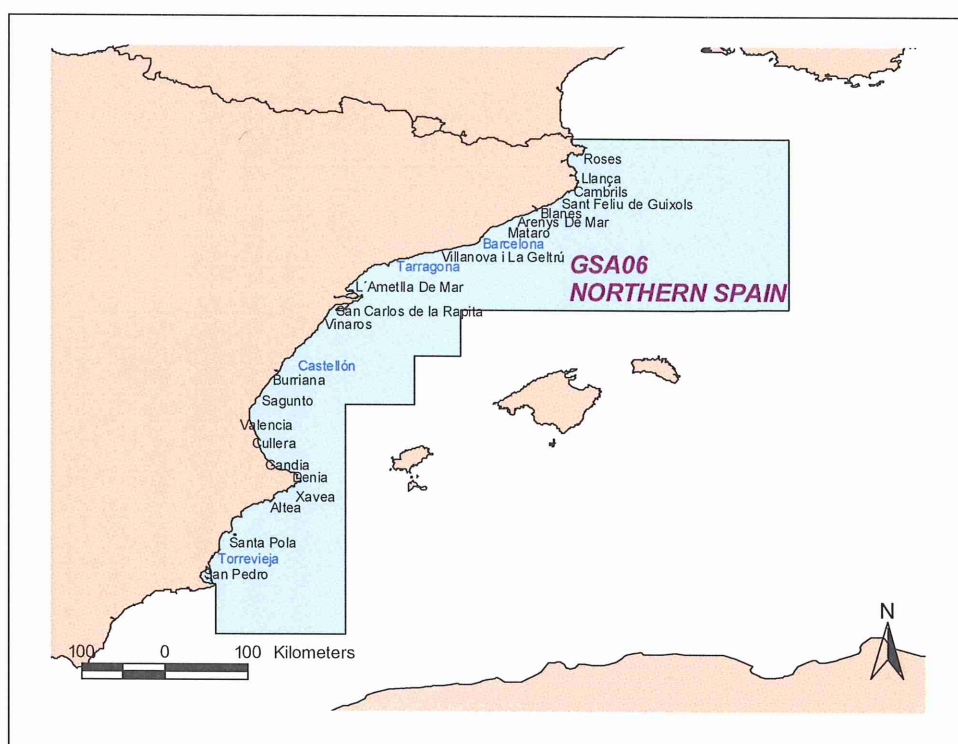 Roses
Llança
Cambrils
Sant Feliu de Guixols
Blanes
Arenys De Mar
Mataró
Barcelona
Villanova i La Geltrú
GSA06
NORTHERN SPAIN
Tarragona
L´Ametlla De Mar
San Carlos de la Rapita
Vinaros
Castellón
Burriana
Sagunto
Valencia
Cullera
Gandia
Denia
Xavea
Altea
Santa Pola
Torrevieja
San Pedro
N
100 0 100 Kilometers